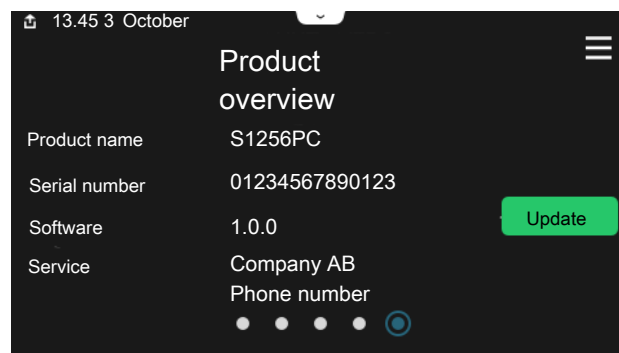 13.45 3 October
Product
overview
Product name S1256PC
Serial number 01234567890123
Software 1.0.0
Update
Service Company AB
Phone number